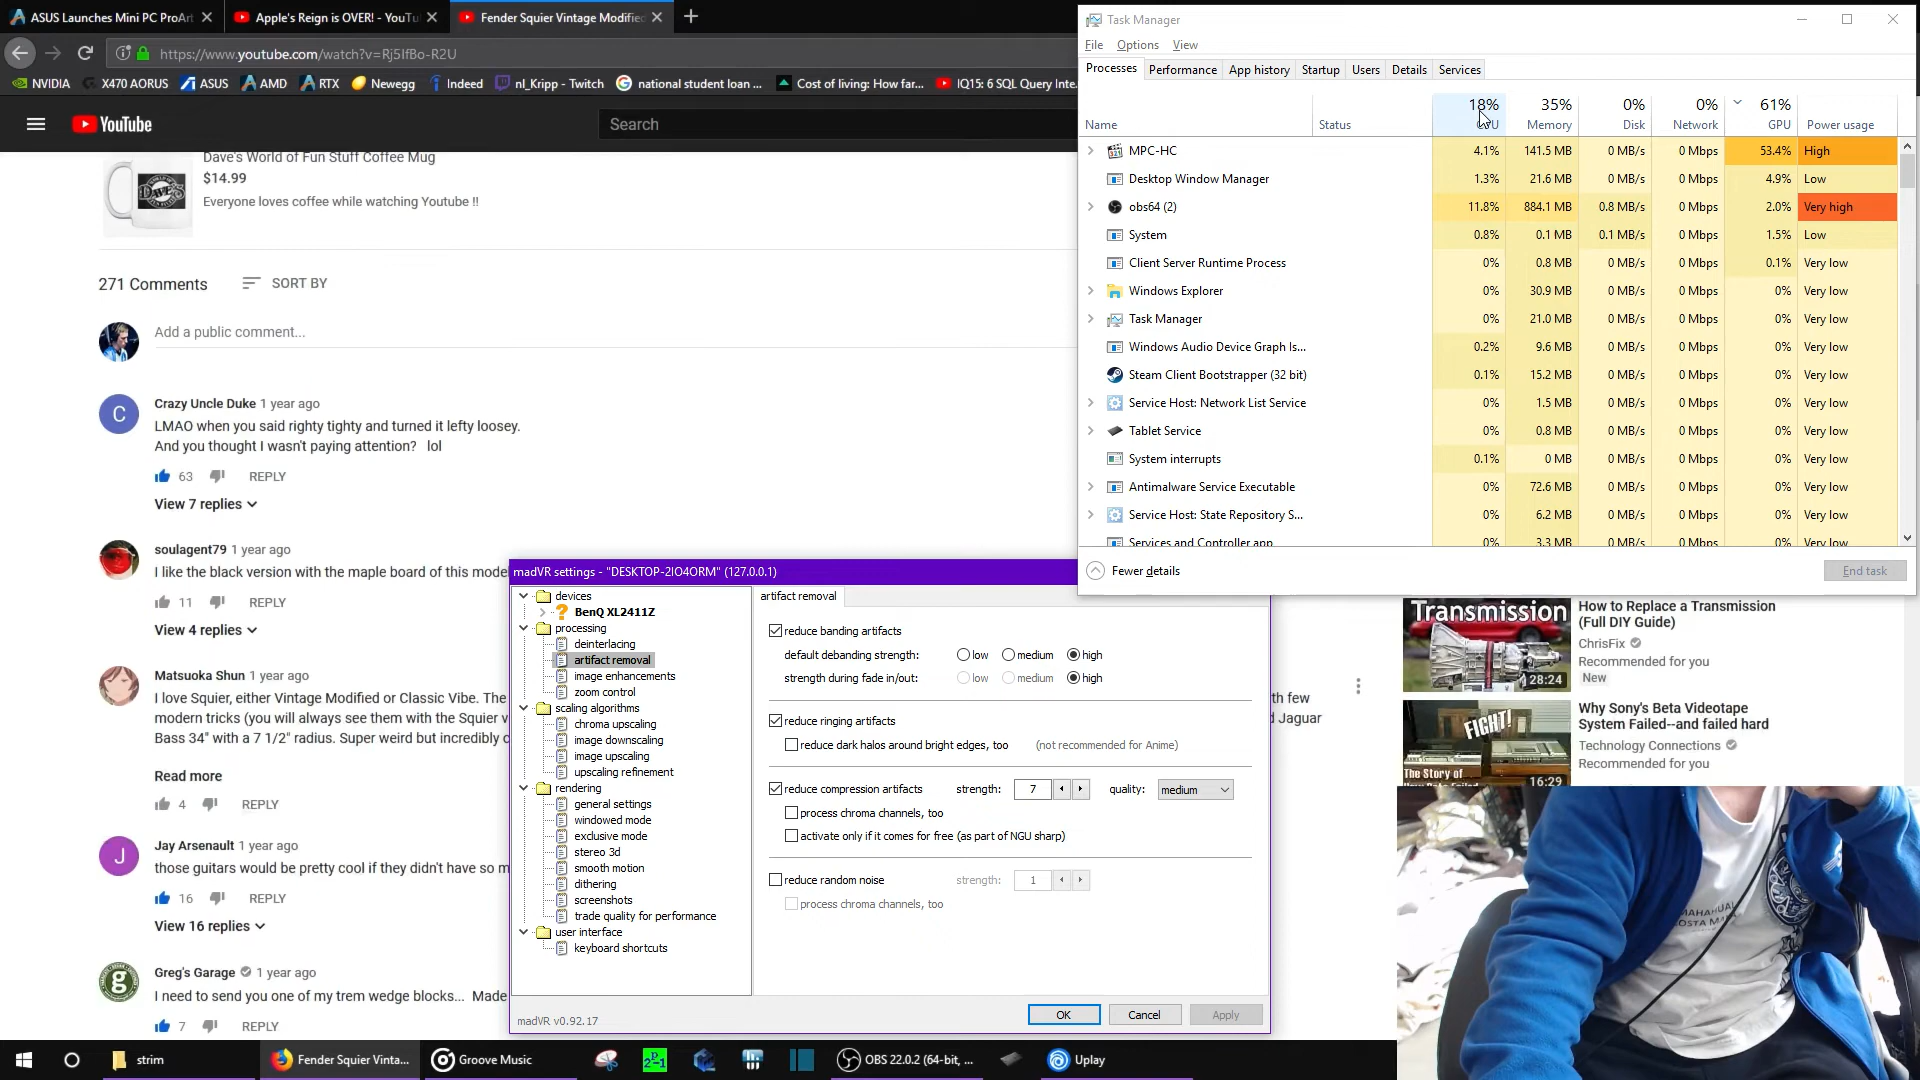 ASUS Launches Mini PC ProArt
Apple's Reign is OVER! - YouTu
Fender Squier Vintage Modified
https://www.youtube.com/watch?v=Rj5IfBo-R2U
NVIDIA
X470 AORUS
ASUS
AMD
RTX
Newegg
Indeed
nl_Kripp - Twitch
national student loan ...
Cost of living: How far...
IQ15: 6 SQL Query Inte...
YouTube
Search
Dave's World of Fun Stuff Coffee Mug
$14.99
Everyone loves coffee while watching Youtube !!
271 Comments
SORT BY
Add a public comment...
Crazy Uncle Duke 1 year ago
LMAO when you said righty tighty and turned it lefty loosey.
And you thought I wasn't paying attention? lol
63 REPLY
View 7 replies
soulagent79 1 year ago
I like the black version with the maple board of this mode
11 REPLY
View 4 replies
Matsuoka Shun 1 year ago
I love Squier, either Vintage Modified or Classic Vibe. The
th few
modern tricks (you will always see them with the Squier v
d Jaguar
Bass 34" with a 7 1/2" radius. Super weird but incredibly c
Read more
4 REPLY
Jay Arsenault 1 year ago
those guitars would be pretty cool if they didn't have so m
16 REPLY
View 16 replies
Greg's Garage 1 year ago
I need to send you one of my trem wedge blocks... Made
7 REPLY
Task Manager
File Options View
Processes Performance App history Startup Users Details Services
18% 35% 0% 0% 61%
Name Status CPU Memory Disk Network GPU Power usage
MPC-HC 4.1% 141.5 MB 0 MB/s 0 Mbps 53.4% High
Desktop Window Manager 1.3% 21.6 MB 0 MB/s 0 Mbps 4.9% Low
obs64 (2) 11.8% 884.1 MB 0.8 MB/s 0 Mbps 2.0% Very high
System 0.8% 0.1 MB 0.1 MB/s 0 Mbps 1.5% Low
Client Server Runtime Process 0% 0.8 MB 0 MB/s 0 Mbps 0.1% Very low
Windows Explorer 0% 30.9 MB 0 MB/s 0 Mbps 0% Very low
Task Manager 0% 21.0 MB 0 MB/s 0 Mbps 0% Very low
Windows Audio Device Graph Is... 0.2% 9.6 MB 0 MB/s 0 Mbps 0% Very low
Steam Client Bootstrapper (32 bit) 0.1% 15.2 MB 0 MB/s 0 Mbps 0% Very low
Service Host: Network List Service 0% 1.5 MB 0 MB/s 0 Mbps 0% Very low
Tablet Service 0% 0.8 MB 0 MB/s 0 Mbps 0% Very low
System interrupts 0.1% 0 MB 0 MB/s 0 Mbps 0% Very low
Antimalware Service Executable 0% 72.6 MB 0 MB/s 0 Mbps 0% Very low
Service Host: State Repository S... 0% 6.2 MB 0 MB/s 0 Mbps 0% Very low
Services and Controller app 0% 3.3 MB 0 MB/s 0 Mbps 0% Very low
Fewer details
End task
madVR settings - "DESKTOP-2IO4ORM" (127.0.0.1)
devices
BenQ XL2411Z
processing
deinterlacing
artifact removal
image enhancements
zoom control
scaling algorithms
chroma upscaling
image downscaling
image upscaling
upscaling refinement
rendering
general settings
windowed mode
exclusive mode
stereo 3d
smooth motion
dithering
screenshots
trade quality for performance
user interface
keyboard shortcuts
madVR v0.92.17
artifact removal
reduce banding artifacts
default debanding strength: low medium high
strength during fade in/out: low medium high
reduce ringing artifacts
reduce dark halos around bright edges, too (not recommended for Anime)
reduce compression artifacts strength: 7 quality: medium
process chroma channels, too
activate only if it comes for free (as part of NGU sharp)
reduce random noise strength: 1
process chroma channels, too
OK Cancel Apply
Transmission
28:24
How to Replace a Transmission
(Full DIY Guide)
ChrisFix
Recommended for you
New
FIGHT!
The Story of
16:29
Why Sony's Beta Videotape
System Failed--and failed hard
Technology Connections
Recommended for you
MAHAHUAL
COSTA MA
strim
Fender Squier Vinta...
Groove Music
OBS 22.0.2 (64-bit, ...
Uplay